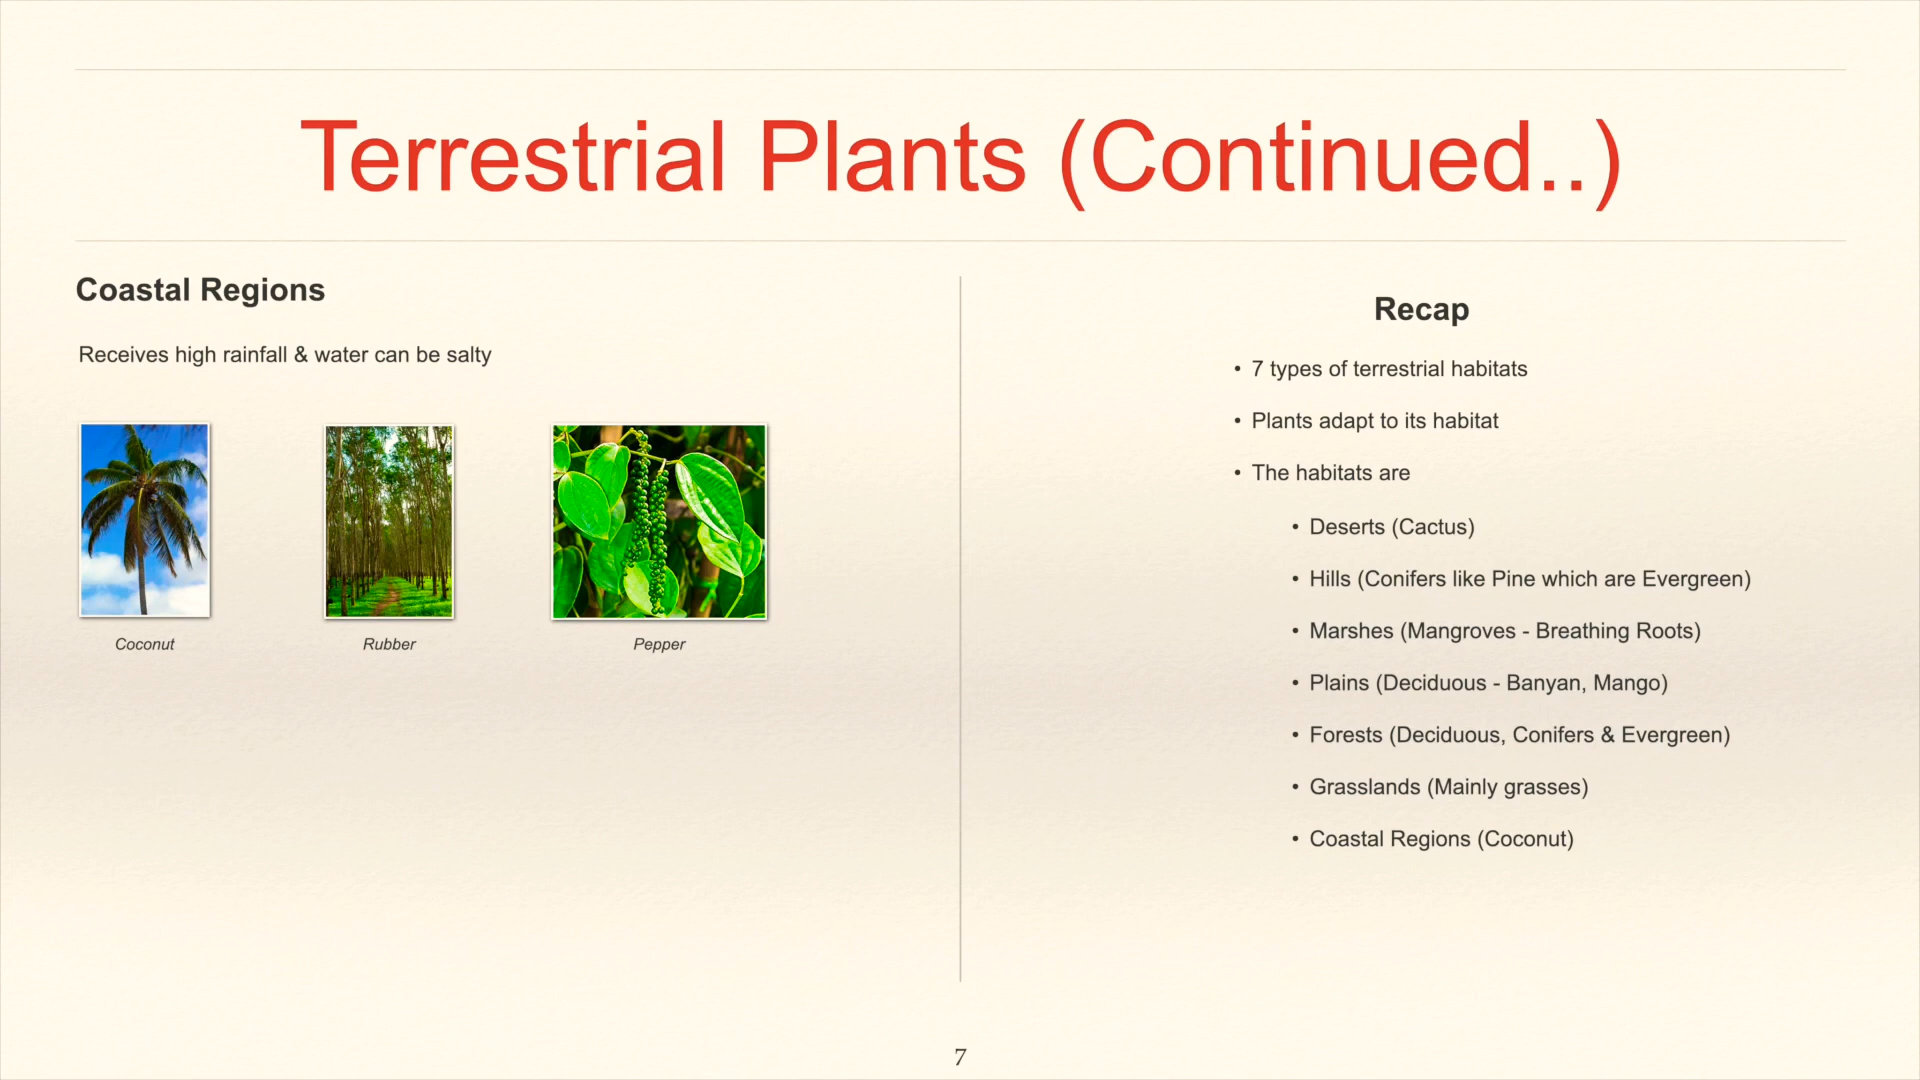 Terrestrial Plants (Continued..)
Coastal Regions
Receives high rainfall & water can be salty
Coconut
Rubber
Pepper
Recap
• 7 types of terrestrial habitats
• Plants adapt to its habitat
• The habitats are
• Deserts (Cactus)
• Hills (Conifers like Pine which are Evergreen)
• Marshes (Mangroves - Breathing Roots)
• Plains (Deciduous - Banyan, Mango)
• Forests (Deciduous, Conifers & Evergreen)
• Grasslands (Mainly grasses)
• Coastal Regions (Coconut)
7